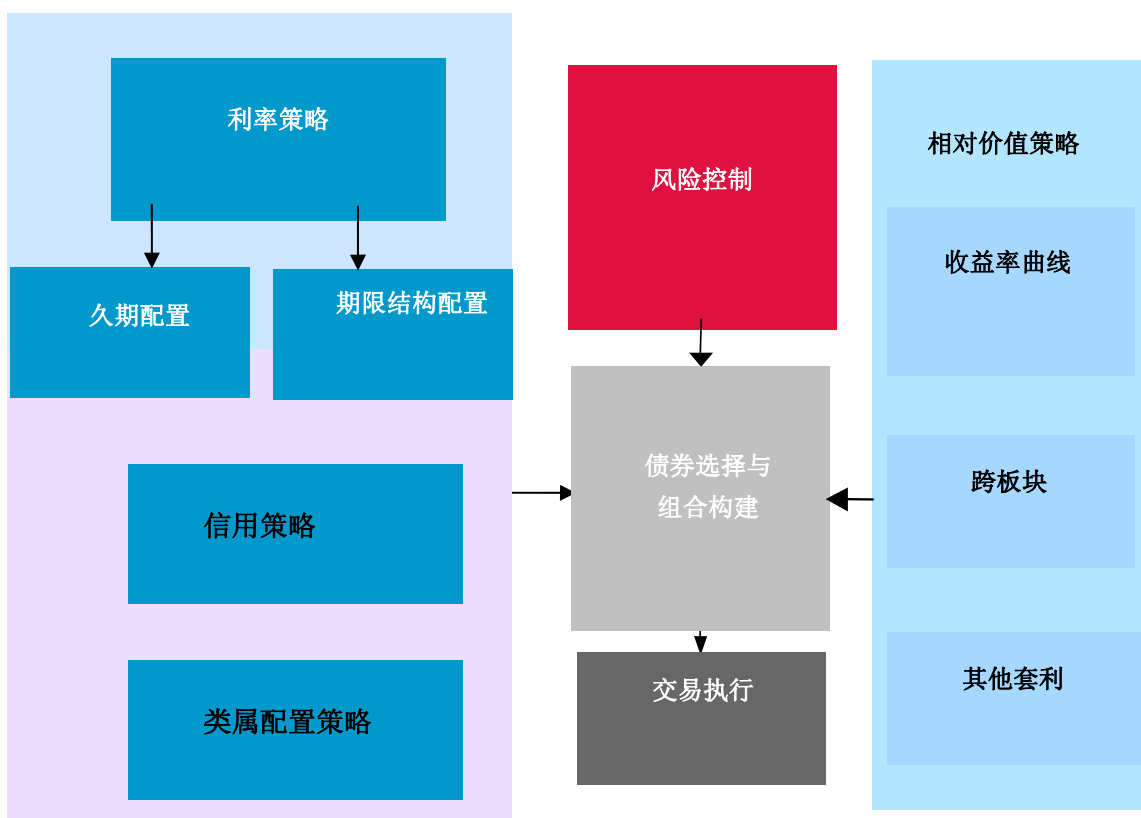 利率策略
久期配置
期限结构配置
信用策略
类属配置策略
风险控制
债券选择与
组合构建
交易执行
相对价值策略
收益率曲线
跨板块
其他套利